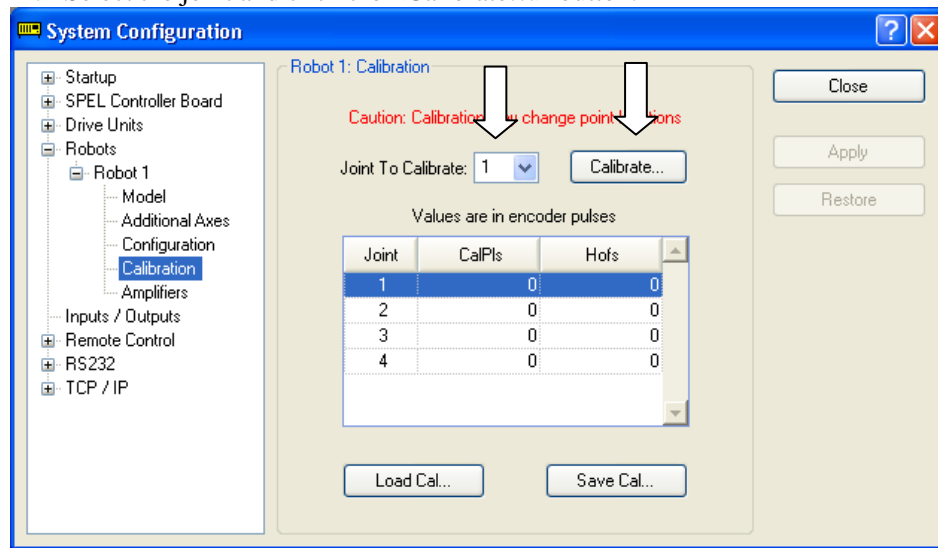 System Configuration
Startup
SPEL Controller Board
Drive Units
Robots
Robot 1
Model
Additional Axes
Configuration
Calibration
Amplifiers
Inputs / Outputs
Remote Control
RS232
TCP / IP
Robot 1: Calibration
Caution: Calibration change point
Joint To Calibrate: 1
Calibrate...
Values are in encoder pulses
Joint CalPls Hofs
1 0 0
2 0 0
3 0 0
4 0 0
Load Cal...
Save Cal...
Close
Apply
Restore